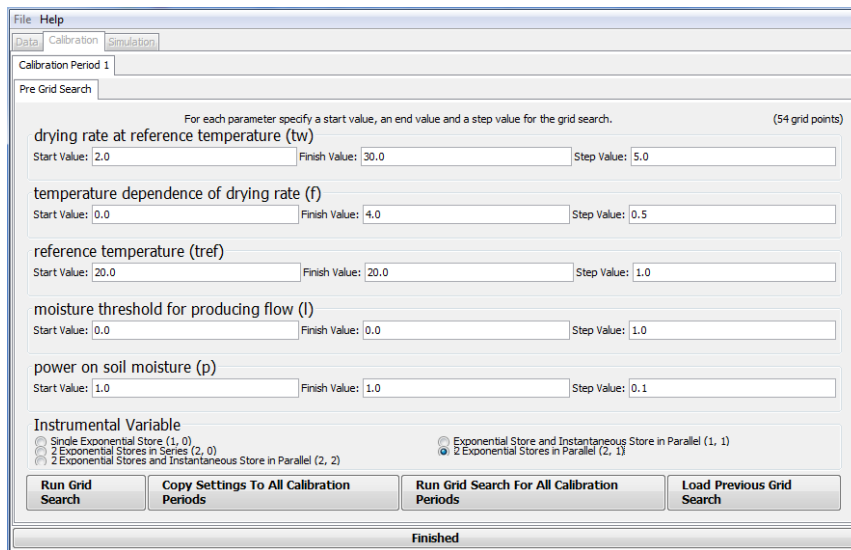 File Help
Data Calibration Simulation
Calibration Period 1
Pre Grid Search
For each parameter specify a start value, an end value and a step value for the grid search. (54 grid points)
drying rate at reference temperature (tw)
Start Value: 2.0 Finish Value: 30.0 Step Value: 5.0
temperature dependence of drying rate (f)
Start Value: 0.0 Finish Value: 4.0 Step Value: 0.5
reference temperature (tref)
Start Value: 20.0 Finish Value: 20.0 Step Value: 1.0
moisture threshold for producing flow (l)
Start Value: 0.0 Finish Value: 0.0 Step Value: 1.0
power on soil moisture (p)
Start Value: 1.0 Finish Value: 1.0 Step Value: 0.1
Instrumental Variable
Single Exponential Store (1, 0) Exponential Store and Instantaneous Store in Parallel (1, 1)
2 Exponential Stores in Series (2, 0) 2 Exponential Stores in Parallel (2, 1)
2 Exponential Stores and Instantaneous Store in Parallel (2, 2)
Run Grid Copy Settings To All Calibration Run Grid Search For All Calibration Load Previous Grid
Search Periods Periods Search
Finished